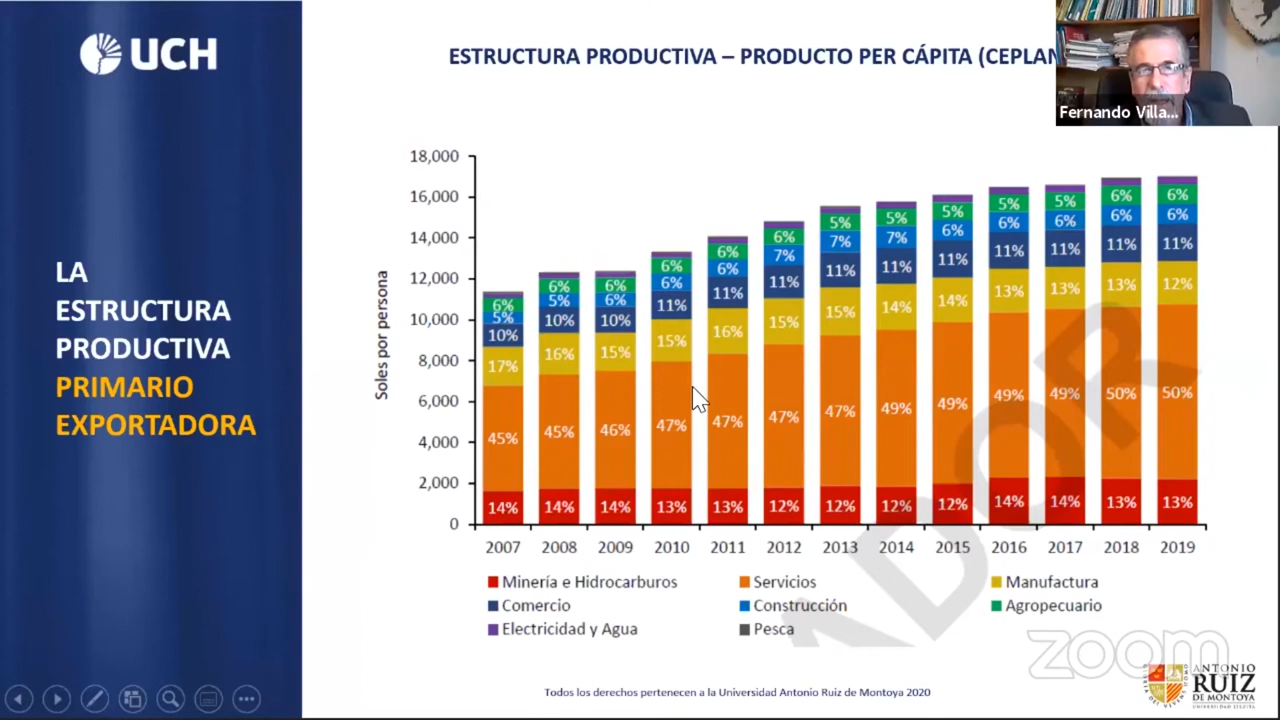 UCH
ESTRUCTURA PRODUCTIVA – PRODUCTO PER CÁPITA (CEPLAN
Fernando Villa...
LA
ESTRUCTURA
PRODUCTIVA
PRIMARIO
EXPORTADORA
Soles por persona
18,000
16,000
14,000
12,000
10,000
8,000
6,000
4,000
2,000
0
6% 6% 6% 6% 6% 6% 5% 5% 5% 5% 5% 6% 6%
5% 5% 6% 6% 6% 7% 7% 7% 6% 6% 6% 6% 6%
10% 10% 10% 11% 11% 11% 11% 11% 11% 11% 11% 11% 11%
17% 16% 15% 15% 16% 15% 15% 14% 14% 13% 13% 13% 12%
45% 45% 46% 47% 47% 47% 47% 49% 49% 49% 49% 50% 50%
14% 14% 14% 13% 13% 12% 12% 12% 12% 14% 14% 13% 13%
2007 2008 2009 2010 2011 2012 2013 2014 2015 2016 2017 2018 2019
Minería e Hidrocarburos Servicios Manufactura
Comercio Construcción Agropecuario
Electricidad y Agua Pesca
ADOR
zoom
Todos los derechos pertenecen a la Universidad Antonio Ruiz de Montoya 2020
ANTONIO
RUIZ
DE MONTOYA
UNIVERSIDAD JESUITA